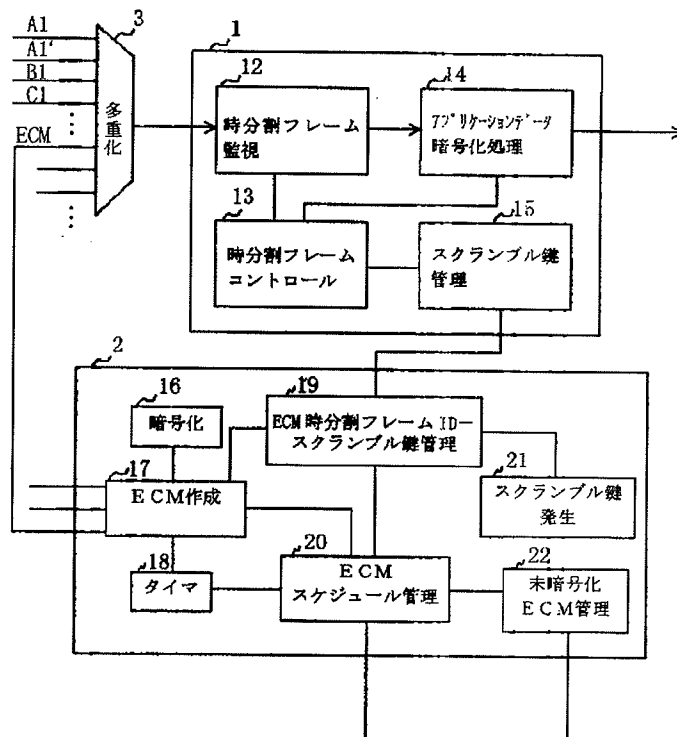 A1
A1'
B1
C1
⋮
ECM
⋮
3
多重化
1
12
時分割フレーム
監視
14
アプリケーションデータ
暗号化処理
13
時分割フレーム
コントロール
15
スクランブル鍵
管理
2
16
暗号化
19
ECM時分割フレームID−
スクランブル鍵管理
17
ECM作成
21
スクランブル鍵
発生
18
タイマ
20
ECM
スケジュール管理
22
未暗号化
ECM管理